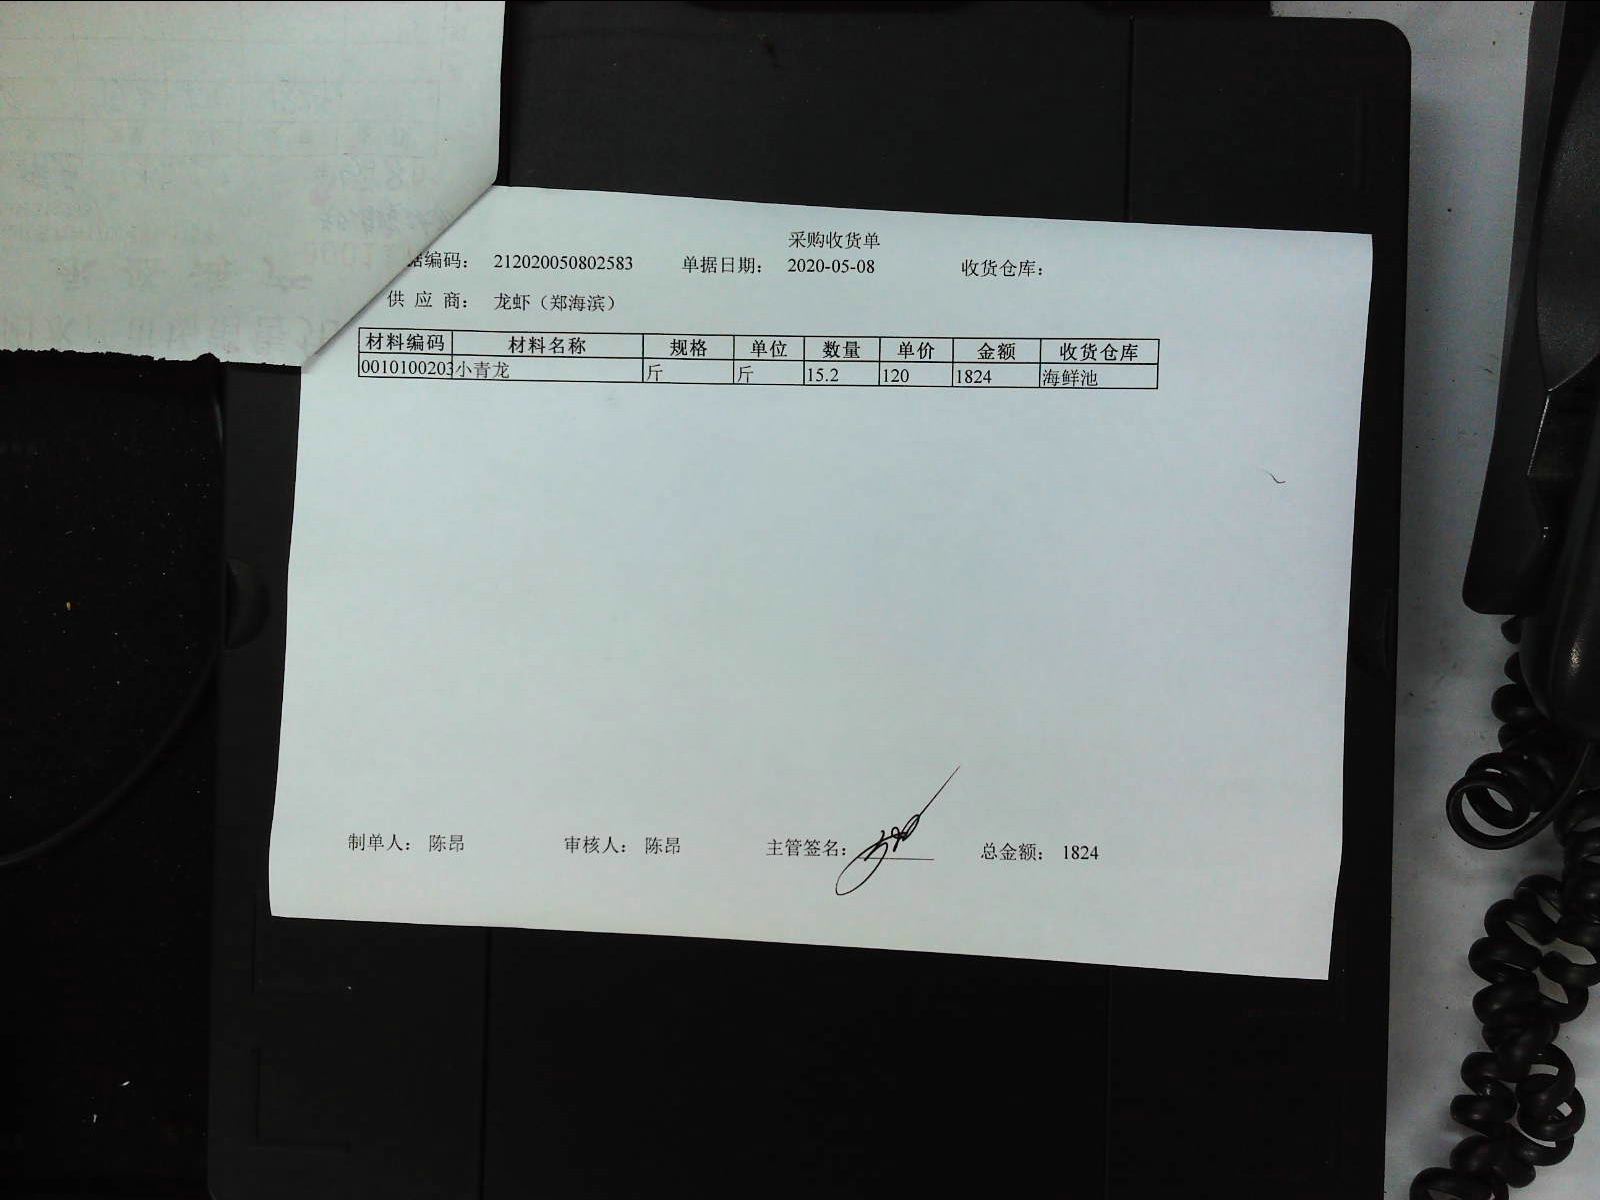 采购收货单
据编码： 212020050802583 单据日期： 2020-05-08 收货仓库：
供 应 商： 龙虾（郑海滨）
材料编码 材料名称 规格 单位 数量 单价 金额 收货仓库
0010100203 小青龙 斤 斤 15.2 120 1824 海鲜池
制单人： 陈昂 审核人： 陈昂 主管签名： 总金额： 1824